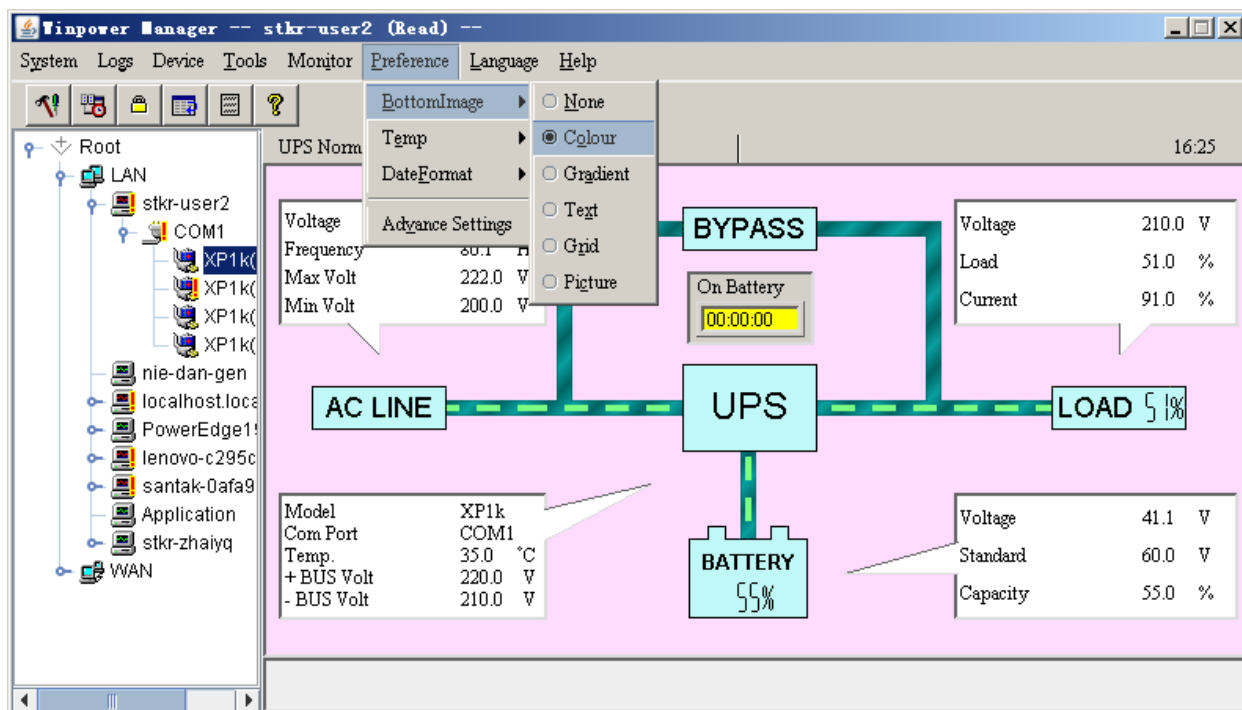 Winpower Manager -- stkr-user2 (Read) --
System Logs Device Tools Monitor Preference Language Help
BottomImage
Temp
DateFormat
Advance Settings
None
Colour
Gradient
Text
Grid
Picture
Root
LAN
stkr-user2
COM1
XP1k(
XP1k(
XP1k(
XP1k(
nie-dan-gen
localhost.loca
PowerEdge19
lenovo-c295c
santak-0afa9
Application
stkr-zhaiyq
WAN
UPS Norm
16:25
Voltage
Frequency
Max Volt 222.0 V
Min Volt 200.0 V
BYPASS
On Battery
00:00:00
Voltage 210.0 V
Load 51.0 %
Current 91.0 %
AC LINE
UPS
LOAD 51%
Model XP1k
Com Port COM1
Temp. 35.0 °C
+ BUS Volt 220.0 V
- BUS Volt 210.0 V
BATTERY
55%
Voltage 41.1 V
Standard 60.0 V
Capacity 55.0 %